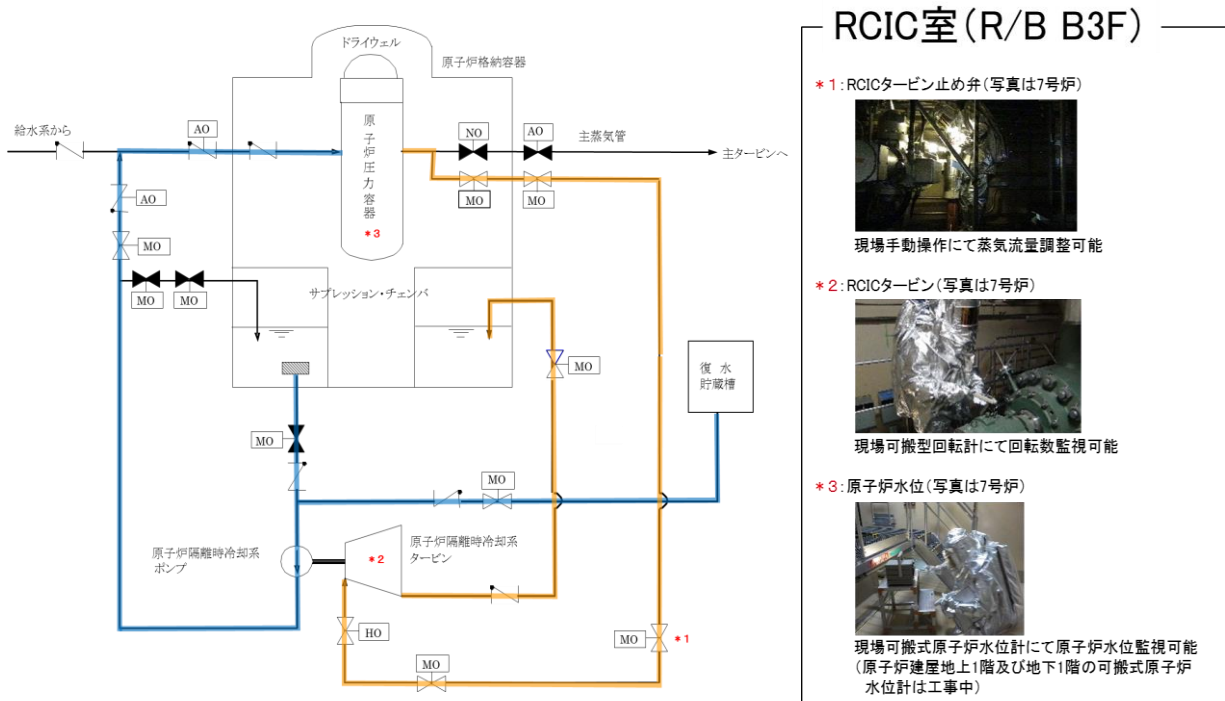 ドライウェル
原子炉格納容器
給水系から
AO
NO
AO
主蒸気管
主タービンへ
原子炉圧力容器
*3
AO
MO
MO
MO
MO
MO
サプレッション・チェンバ
MO
復水
貯蔵槽
MO
MO
原子炉隔離時冷却系
ポンプ
*2
原子炉隔離時冷却系
タービン
HO
MO
*1
MO
RCIC室(R/B B3F)
*1:RCICタービン止め弁(写真は7号炉)
現場手動操作にて蒸気流量調整可能
*2:RCICタービン(写真は7号炉)
現場可搬型回転計にて回転数監視可能
*3:原子炉水位(写真は7号炉)
現場可搬式原子炉水位計にて原子炉水位監視可能
(原子炉建屋地上1階及び地下1階の可搬式原子炉
水位計は工事中)